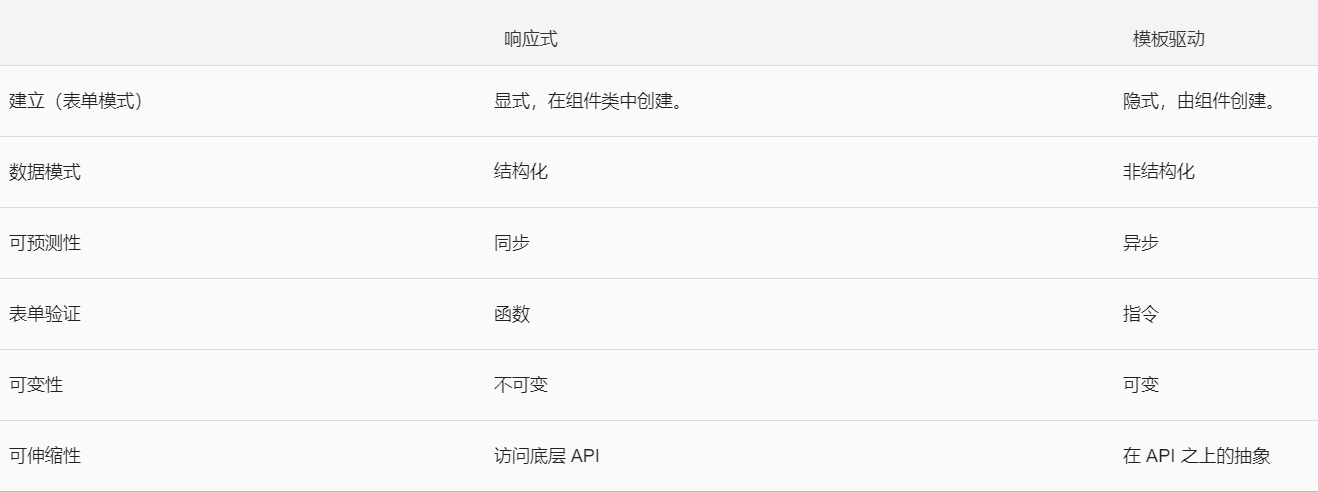 响应式 模板驱动
建立（表单模式） 显式，在组件类中创建。 隐式，由组件创建。
数据模式 结构化 非结构化
可预测性 同步 异步
表单验证 函数 指令
可变性 不可变 可变
可伸缩性 访问底层 API 在 API 之上的抽象